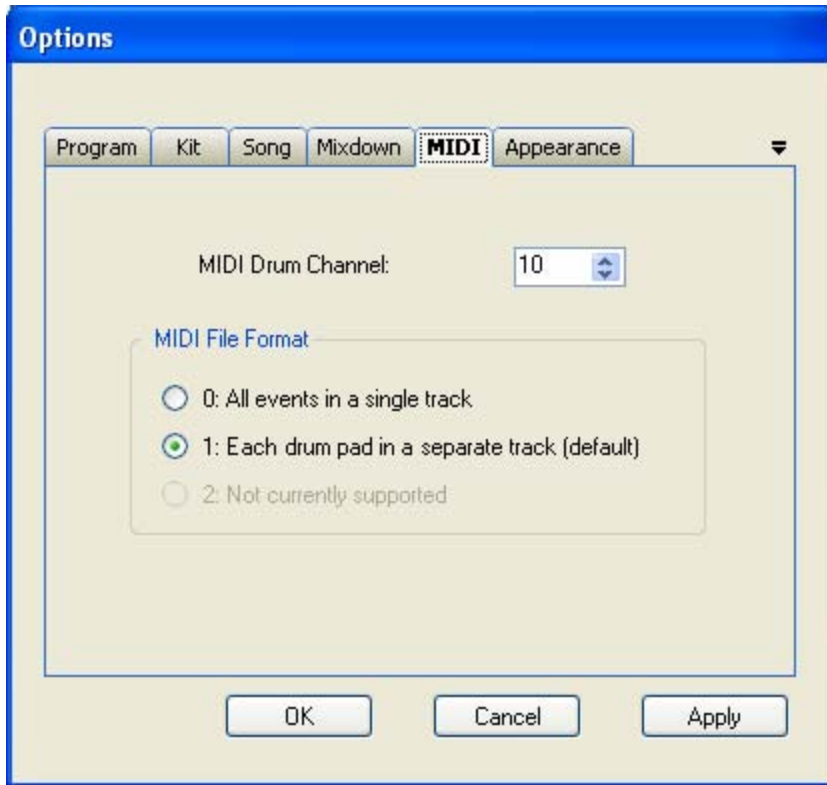 Options
Program Kit Song Mixdown MIDI Appearance
MIDI Drum Channel: 10
MIDI File Format
0: All events in a single track
1: Each drum pad in a separate track (default)
2: Not currently supported
OK Cancel Apply